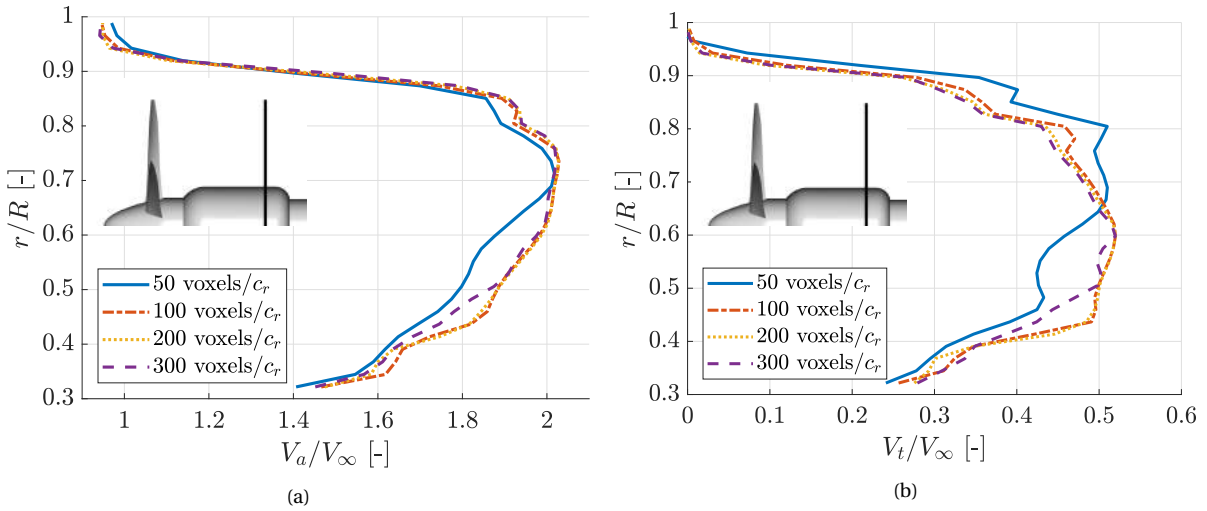 1
0.9
0.8
0.7
0.6
0.5
0.4
0.3
r/R [-]
50 voxels/c_r
100 voxels/c_r
200 voxels/c_r
300 voxels/c_r
1 1.2 1.4 1.6 1.8 2
V_a/V_∞ [-]
(a)
1
0.9
0.8
0.7
0.6
0.5
0.4
0.3
r/R [-]
50 voxels/c_r
100 voxels/c_r
200 voxels/c_r
300 voxels/c_r
0 0.1 0.2 0.3 0.4 0.5 0.6
V_t/V_∞ [-]
(b)